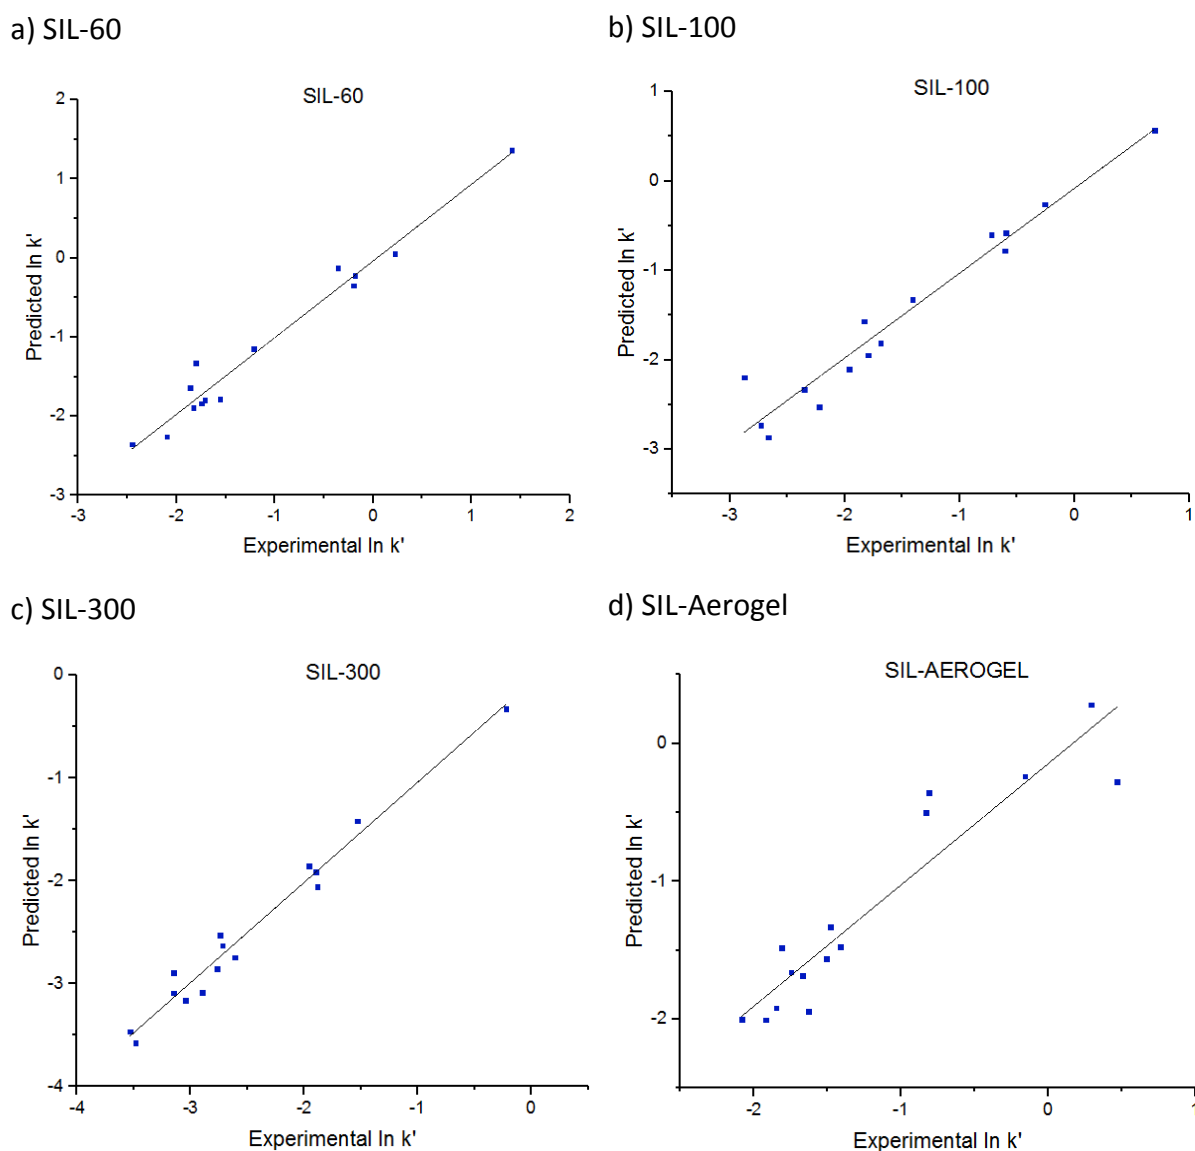 a) SIL-60
b) SIL-100
SIL-60
2
1
0
-1
-2
-3
Predicted ln k'
-3
-2
-1
0
1
2
Experimental ln k'
SIL-100
1
0
-1
-2
-3
Predicted ln k'
-3
-2
-1
0
1
Experimental ln k'
c) SIL-300
d) SIL-Aerogel
SIL-300
0
-1
-2
-3
-4
Predicted ln k'
-4
-3
-2
-1
0
Experimental ln k'
SIL-AEROGEL
0
-1
-2
Predicted ln k'
-2
-1
0
1
Experimental ln k'